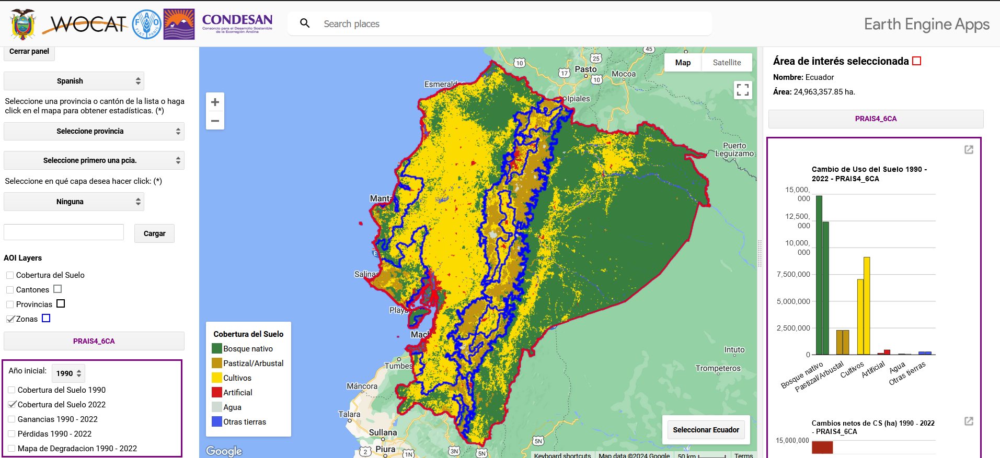 WOCAT
FAO
FIAT PANIS
CONDESAN
Consorcio para el Desarrollo Sostenible
de la Ecorregión Andina
Search places
Earth Engine Apps
Cerrar panel
Spanish
Seleccione una provincia o cantón de la lista o haga
click en el mapa para obtener estadísticas. (*)
Seleccione provincia
Seleccione primero una pcia.
Seleccione en qué capa desea hacer click: (*)
Ninguna
Cargar
AOI Layers
Cobertura del Suelo
Cantones
Provincias
Zonas
PRAIS4_6CA
Año inicial:
1990
Cobertura del Suelo 1990
Cobertura del Suelo 2022
Ganancias 1990 - 2022
Pérdidas 1990 - 2022
Mapa de Degradacion 1990 - 2022
Map
Satellite
45
10
25
17
Pasto
10
Mocoa
Esmeraldas
Ipiales
Puerto
Leguízamo
Manta
E
Salinas
Playa
Mach
Tumbes
Máncora
Talara
Sullana
Piura
2
1N
3N
5N
5N
Intuto
Trompeteros
Cobertura del Suelo
Bosque nativo
Pastizal/Arbustal
Cultivos
Artificial
Agua
Otras tierras
Seleccionar Ecuador
Google
Keyboard shortcuts
Map data ©2024 Google
50 km
Terms
Área de interés seleccionada
Nombre: Ecuador
Área: 24,963,357.85 ha.
PRAIS4_6CA
Cambio de Uso del Suelo 1990 -
2022 - PRAIS4_6CA
15,000,
000
12,500,
000
10,000,
000
7,500,000
5,000,000
2,500,000
0
Bosque nativo
Pastizal/Arbustal
Cultivos
Artificial
Agua
Otras tierras
Cambios netos de CS (ha) 1990 - 2022
- PRAIS4_6CA
15,000,000